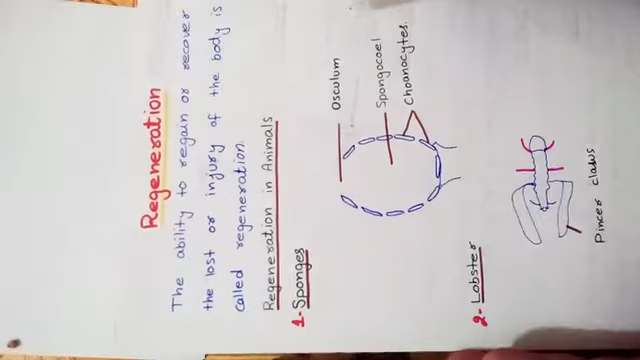 Regeneration
The ability to regain or recover
the lost or injury of the body is
called regeneration.
Regeneration in Animals
1- Sponges
Osculum
Spongocoel
Choanocytes.
2- Lobster
Pincer claws